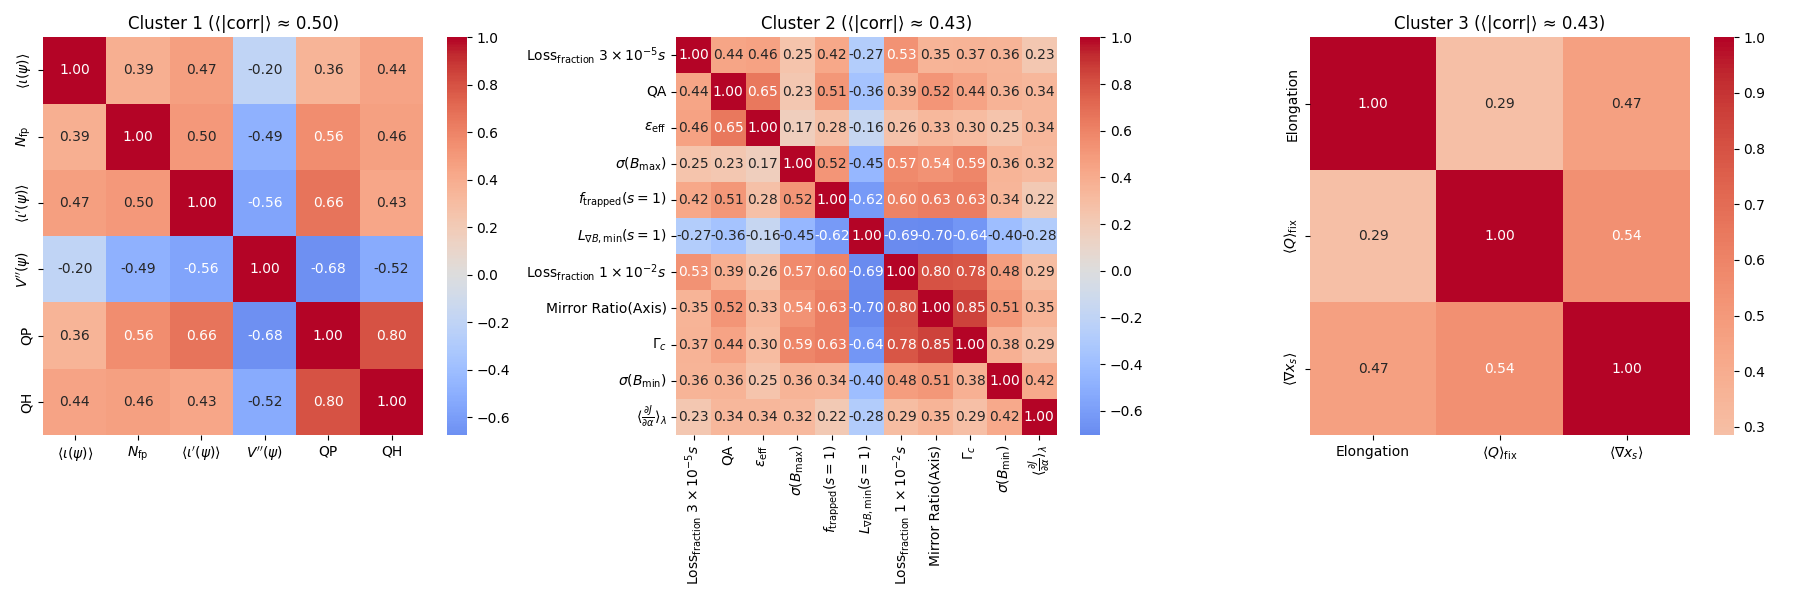 Cluster 1 (⟨|corr|⟩ ≈ 0.50)
⟨ι(ψ)⟩ 1.00 0.39 0.47 -0.20 0.36 0.44
N_fp 0.39 1.00 0.50 -0.49 0.56 0.46
⟨ι′(ψ)⟩ 0.47 0.50 1.00 -0.56 0.66 0.43
V′′(ψ) -0.20 -0.49 -0.56 1.00 -0.68 -0.52
QP 0.36 0.56 0.66 -0.68 1.00 0.80
QH 0.44 0.46 0.43 -0.52 0.80 1.00
⟨ι(ψ)⟩ N_fp ⟨ι′(ψ)⟩ V′′(ψ) QP QH
1.0
0.8
0.6
0.4
0.2
0.0
−0.2
−0.4
−0.6
Cluster 2 (⟨|corr|⟩ ≈ 0.43)
Loss_fraction 3 × 10^−5 s 1.00 0.44 0.46 0.25 0.42 -0.27 0.53 0.35 0.37 0.36 0.23
QA 0.44 1.00 0.65 0.23 0.51 -0.36 0.39 0.52 0.44 0.36 0.34
ε_eff 0.46 0.65 1.00 0.17 0.28 -0.16 0.26 0.33 0.30 0.25 0.34
σ(B_max) 0.25 0.23 0.17 1.00 0.52 -0.45 0.57 0.54 0.59 0.36 0.32
f_trapped(s = 1) 0.42 0.51 0.28 0.52 1.00 -0.62 0.60 0.63 0.63 0.34 0.22
L_∇B,min(s = 1) -0.27 -0.36 -0.16 -0.45 -0.62 1.00 -0.69 -0.70 -0.64 -0.40 -0.28
Loss_fraction 1 × 10^−2 s 0.53 0.39 0.26 0.57 0.60 -0.69 1.00 0.80 0.78 0.48 0.29
Mirror Ratio(Axis) 0.35 0.52 0.33 0.54 0.63 -0.70 0.80 1.00 0.85 0.51 0.35
Γ_c 0.37 0.44 0.30 0.59 0.63 -0.64 0.78 0.85 1.00 0.38 0.29
σ(B_min) 0.36 0.36 0.25 0.36 0.34 -0.40 0.48 0.51 0.38 1.00 0.42
⟨∂J/∂α⟩_λ 0.23 0.34 0.34 0.32 0.22 -0.28 0.29 0.35 0.29 0.42 1.00
Loss_fraction 3 × 10^−5 s QA ε_eff σ(B_max) f_trapped(s = 1) L_∇B,min(s = 1) Loss_fraction 1 × 10^−2 s Mirror Ratio(Axis) Γ_c σ(B_min) ⟨∂J/∂α⟩_λ
1.0
0.8
0.6
0.4
0.2
0.0
−0.2
−0.4
−0.6
Cluster 3 (⟨|corr|⟩ ≈ 0.43)
Elongation 1.00 0.29 0.47
⟨Q⟩_fix 0.29 1.00 0.54
⟨∇x_s⟩ 0.47 0.54 1.00
Elongation ⟨Q⟩_fix ⟨∇x_s⟩
1.0
0.9
0.8
0.7
0.6
0.5
0.4
0.3